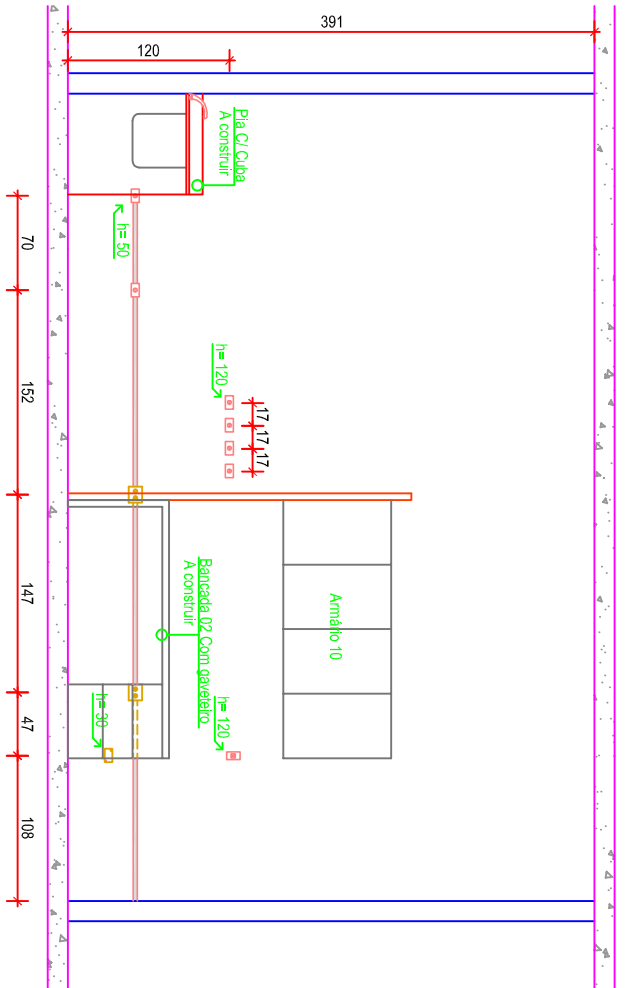 391
120
Pia C/ Cuba
A construir
h= 50
70
h= 120
17
17
17
152
147
Armário 10
Bancada 02 Com gaveteiro
A construir
h= 120
h= 30
47
108